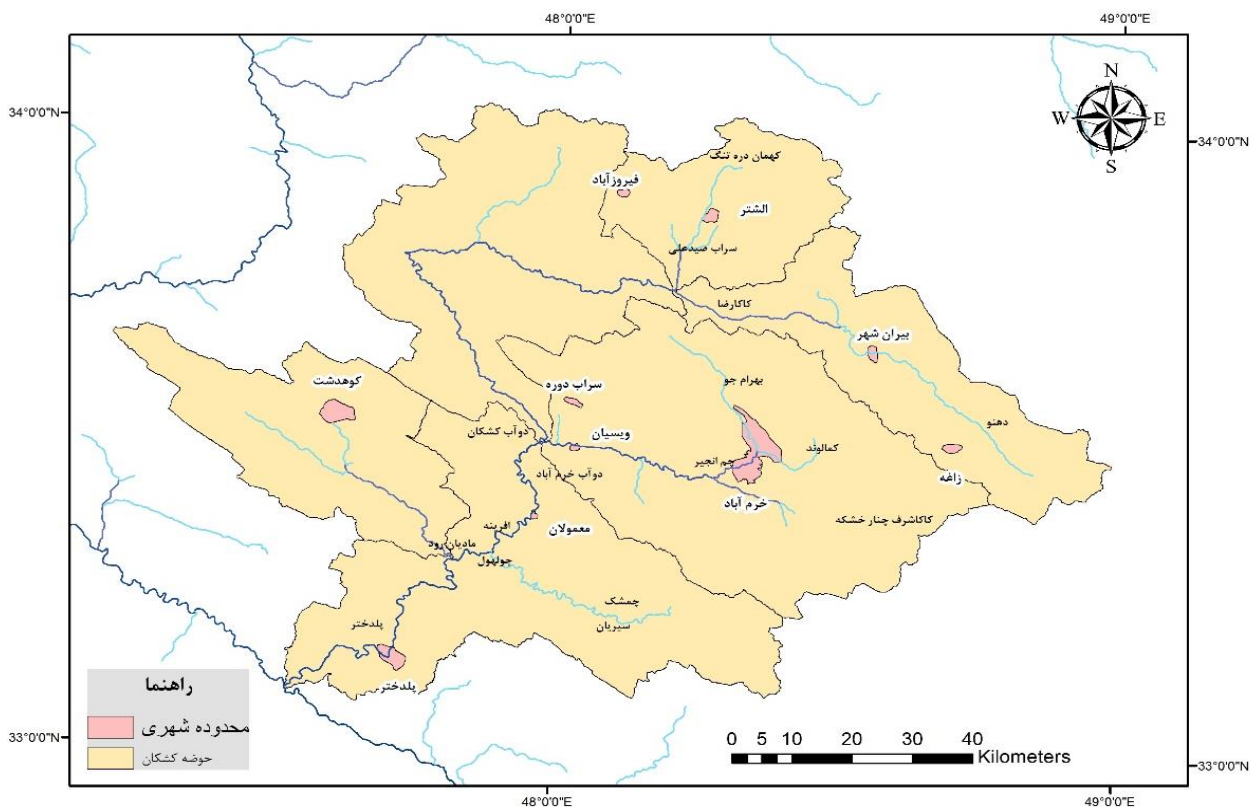 48°0'0"E
49°0'0"E
34°0'0"N
34°0'0"N
N
W
E
S
کهمان دره تنگ
فیروزآباد
الشتر
سراب صیدعلی
کاکارضا
بیران شهر
کوهدشت
بهرام جو
سراب دوره
دوآب کشکان
ویسیان
دهنو
کمالوند
چم انجیر
دوآب خرم آباد
زاغه
خرم آباد
معمولان
کاکاشرف چنار خشکه
آفرینه
مادیان رود
چولهول
چمشک
سیریان
پلدختر
پلدختر
راهنما
محدوده شهری
حوضه کشکان
0 5 10 20 30 40
Kilometers
33°0'0"N
33°0'0"N
48°0'0"E
49°0'0"E